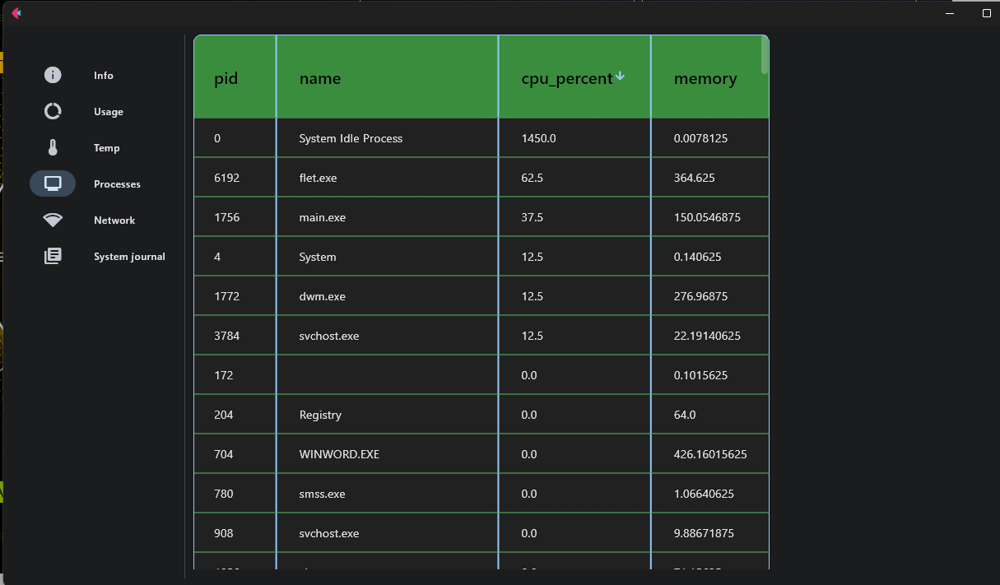 Info
Usage
Temp
Processes
Network
System journal
pid name cpu_percent memory
0 System Idle Process 1450.0 0.0078125
6192 flet.exe 62.5 364.625
1756 main.exe 37.5 150.0546875
4 System 12.5 0.140625
1772 dwm.exe 12.5 276.96875
3784 svchost.exe 12.5 22.19140625
172 0.0 0.1015625
204 Registry 0.0 64.0
704 WINWORD.EXE 0.0 426.16015625
780 smss.exe 0.0 1.06640625
908 svchost.exe 0.0 9.88671875